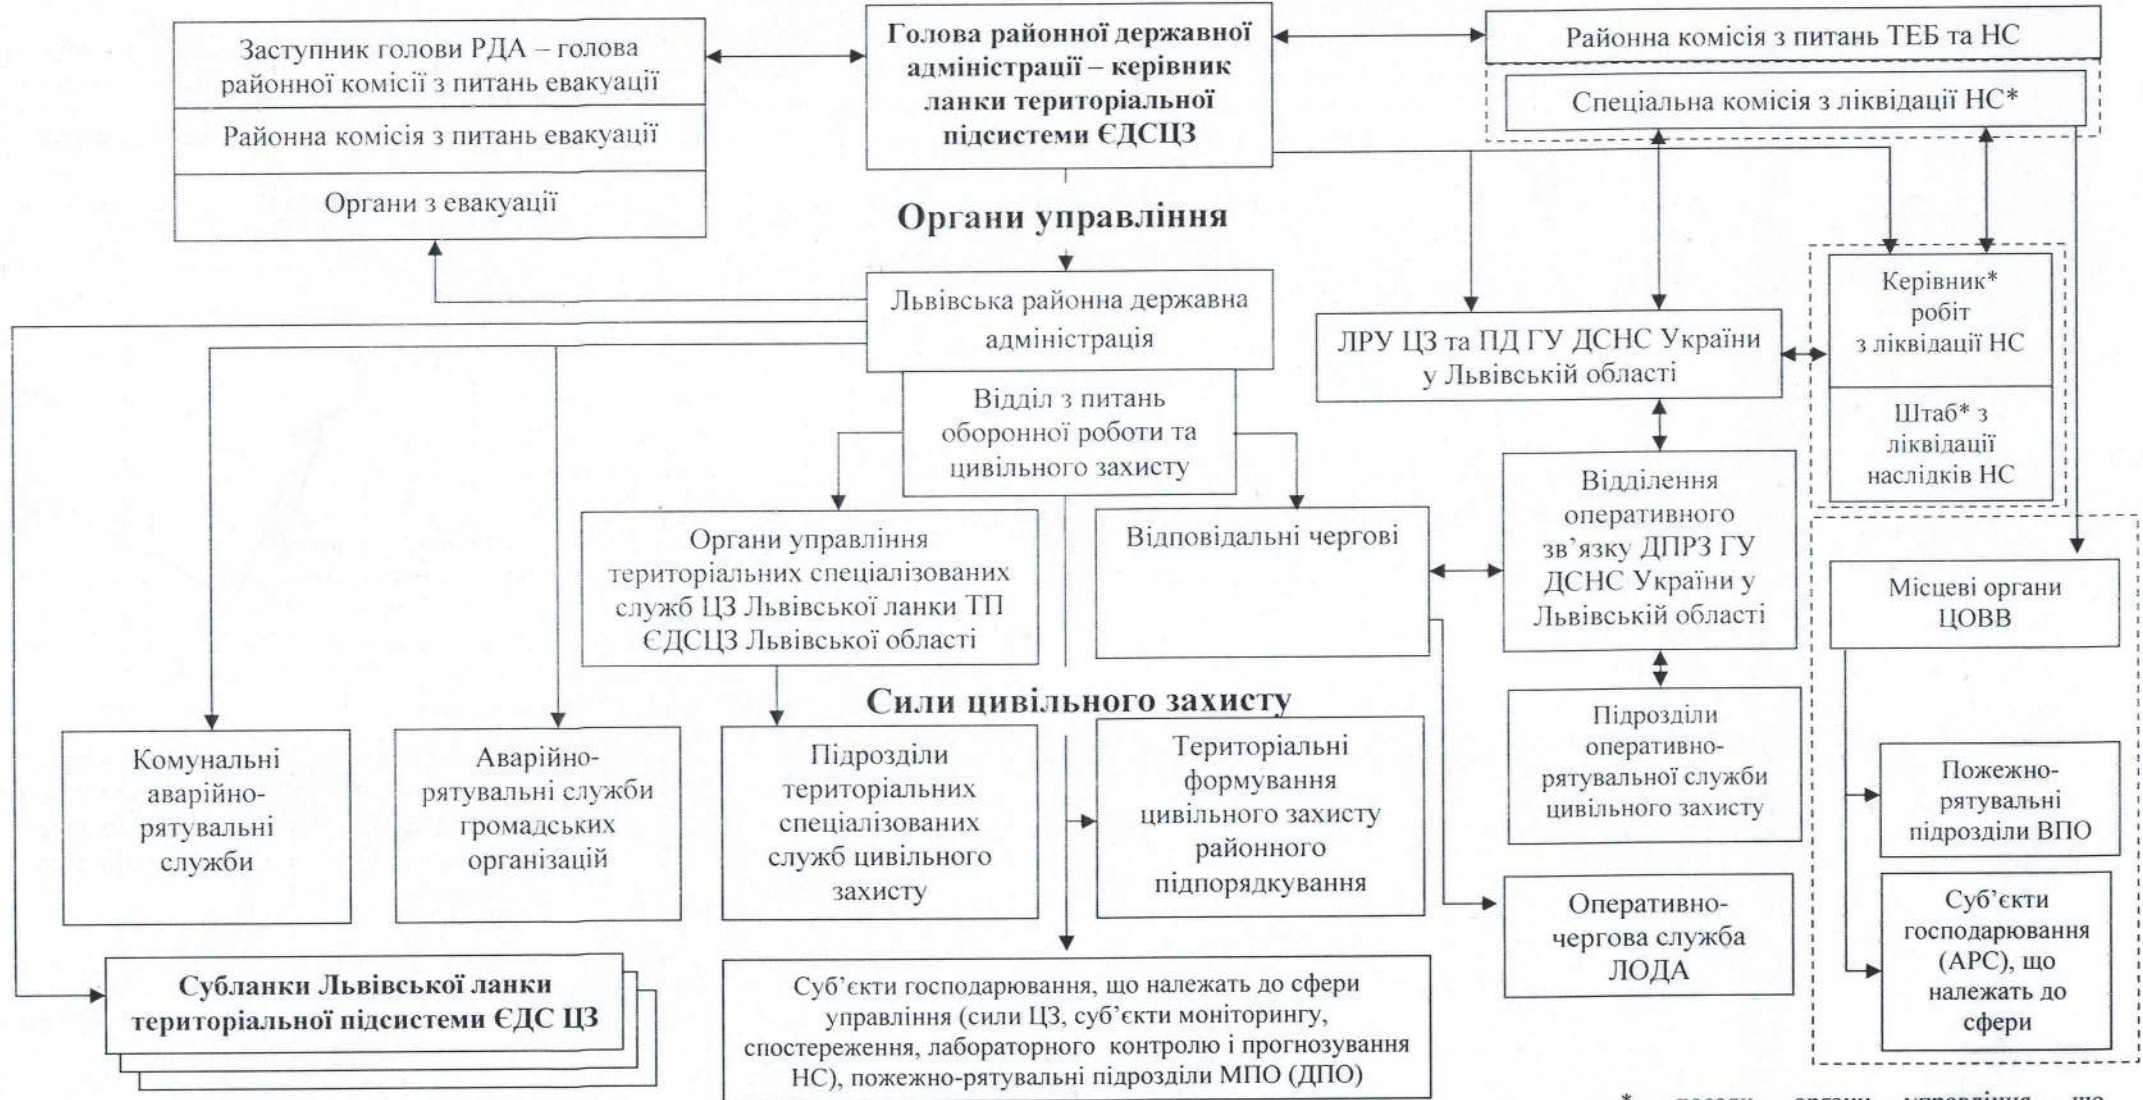 Заступник голови РДА – голова
районної комісії з питань евакуації
Районна комісія з питань евакуації
Органи з евакуації
Голова районної державної
адміністрації – керівник
ланки територіальної
підсистеми ЄДСЦЗ
Районна комісія з питань ТЕБ та НС
Спеціальна комісія з ліквідації НС*
Органи управління
Львівська районна державна
адміністрація
Відділ з питань
оборонної роботи та
цивільного захисту
ЛРУ ЦЗ та ПД ГУ ДСНС України
у Львівській області
Керівник*
робіт
з ліквідації НС
Штаб* з
ліквідації
наслідків НС
Органи управління
територіальних спеціалізованих
служб ЦЗ Львівської ланки ТП
ЄДСЦЗ Львівської області
Відповідальні чергові
Відділення
оперативного
зв’язку ДПРЗ ГУ
ДСНС України у
Львівській області
Місцеві органи
ЦОВВ
Сили цивільного захисту
Комунальні
аварійно-
рятувальні
служби
Аварійно-
рятувальні служби
громадських
організацій
Підрозділи
територіальних
спеціалізованих
служб цивільного
захисту
Територіальні
формування
цивільного захисту
районного
підпорядкування
Підрозділи
оперативно-
рятувальної служби
цивільного захисту
Пожежно-
рятувальні
підрозділи ВПО
Оперативно-
чергова служба
ЛОДА
Суб’єкти
господарювання
(АРС), що
належать до
сфери
Субланки Львівської ланки
територіальної підсистеми ЄДС ЦЗ
Суб’єкти господарювання, що належать до сфери
управління (сили ЦЗ, суб’єкти моніторингу,
спостереження, лабораторного контролю і прогнозування
НС), пожежно-рятувальні підрозділи МПО (ДПО)
* посади, органи управління, що